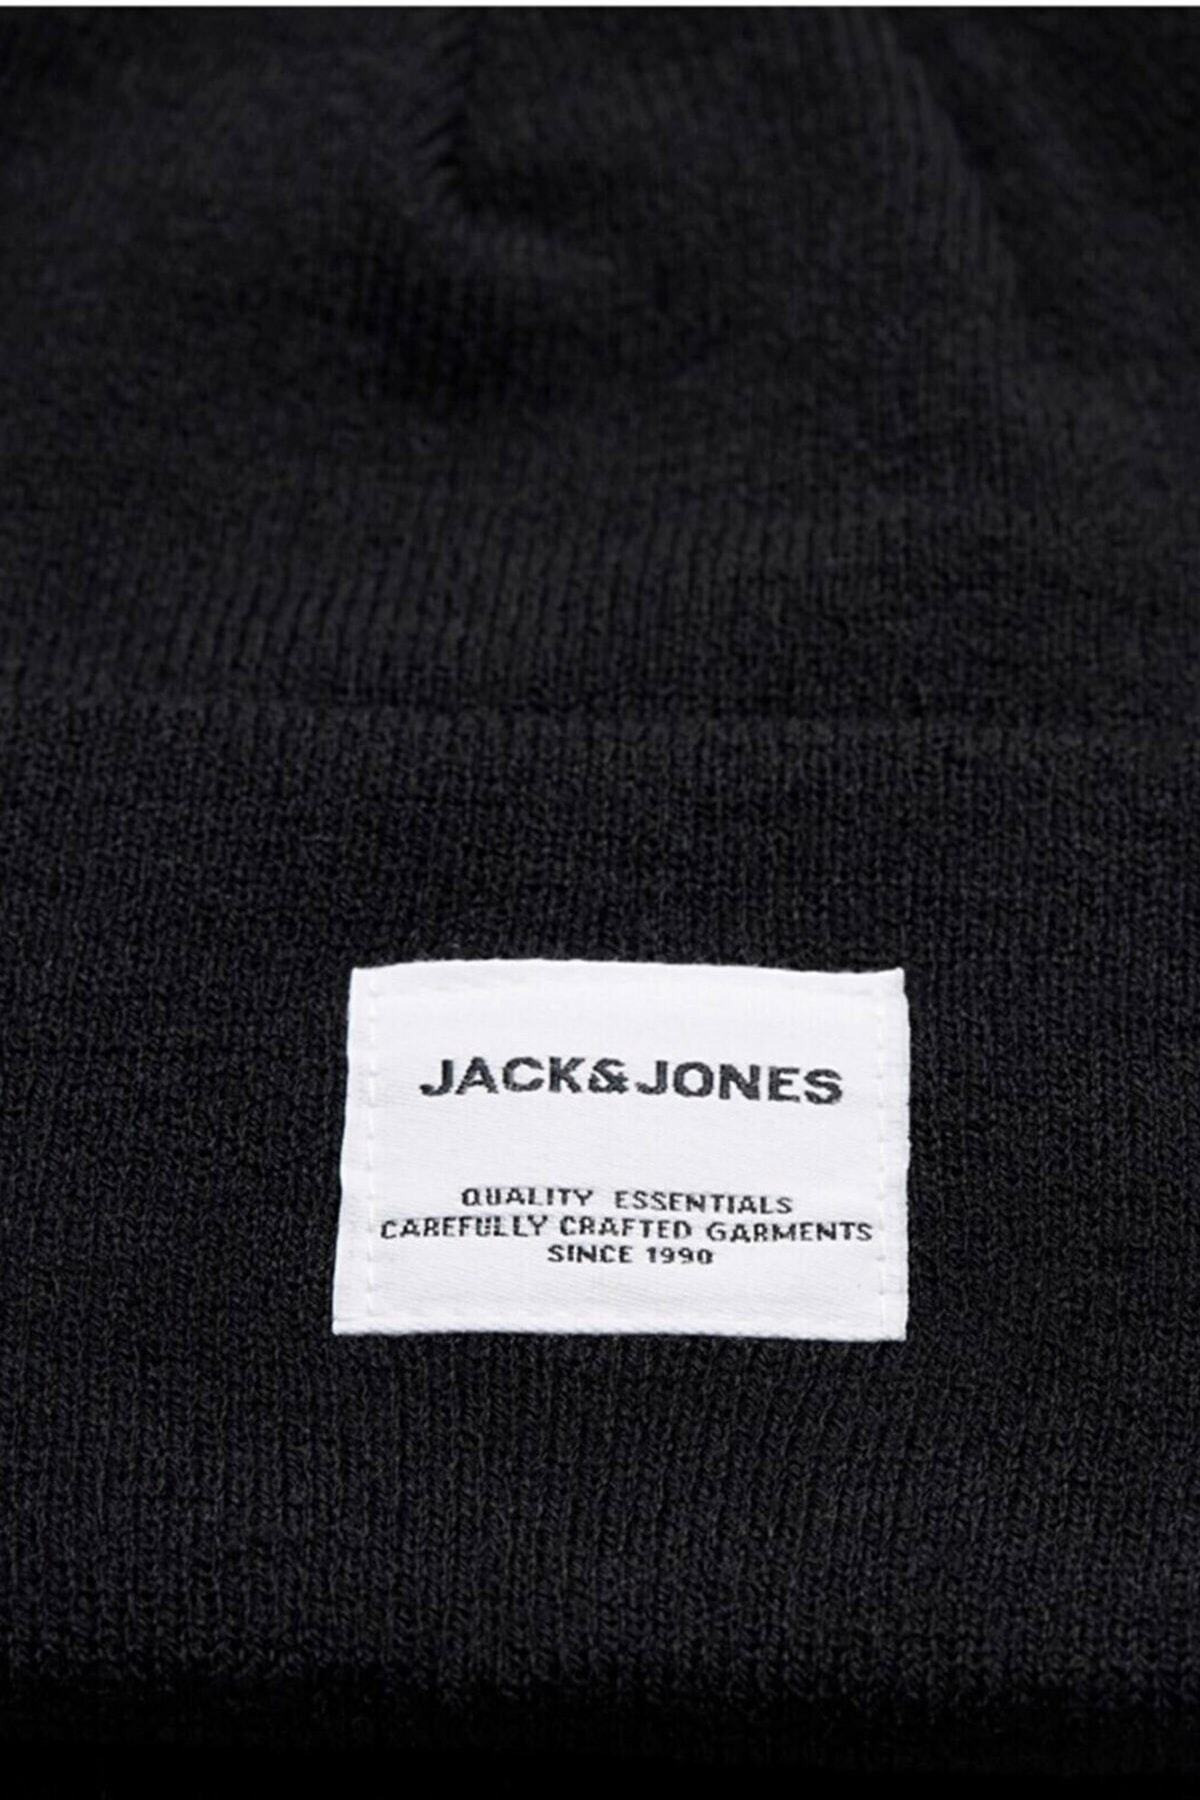 JACK&JONES
QUALITY ESSENTIALS
CAREFULLY CRAFTED GARMENTS
SINCE 1990